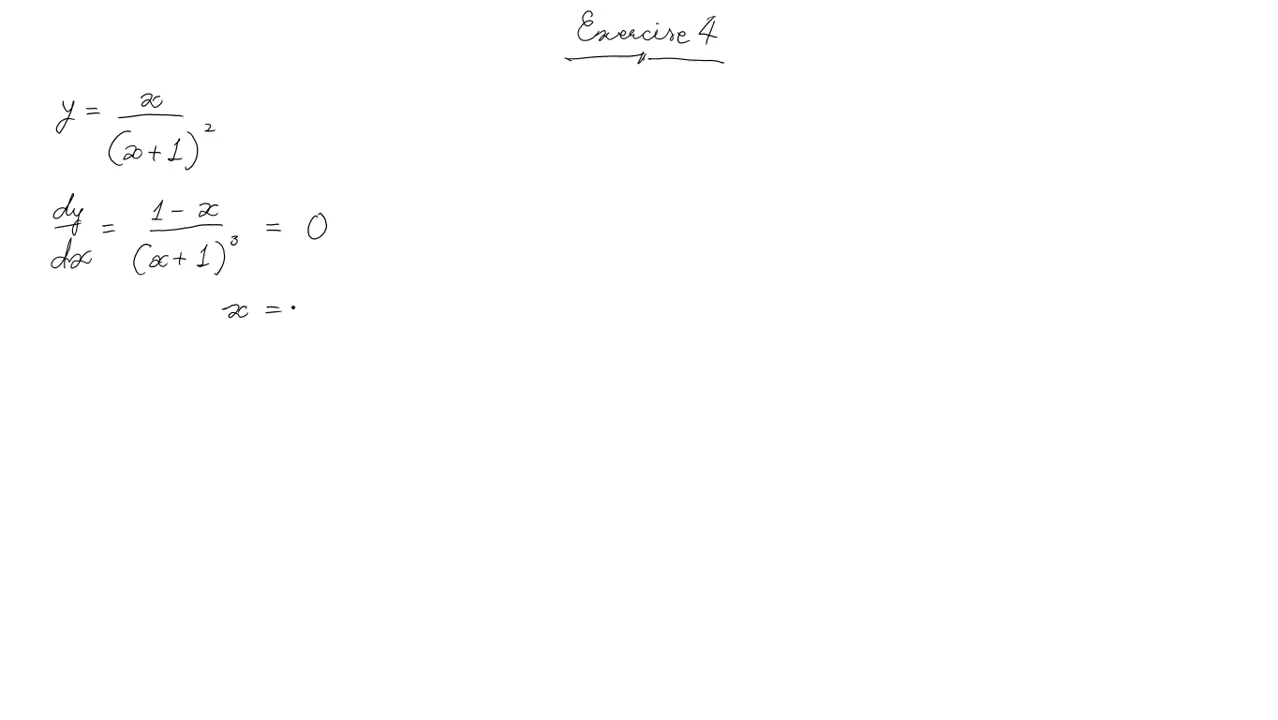 Exercise 4
y = x / (x + 1)²
dy/dx = (1 - x) / (x + 1)³ = 0
x =